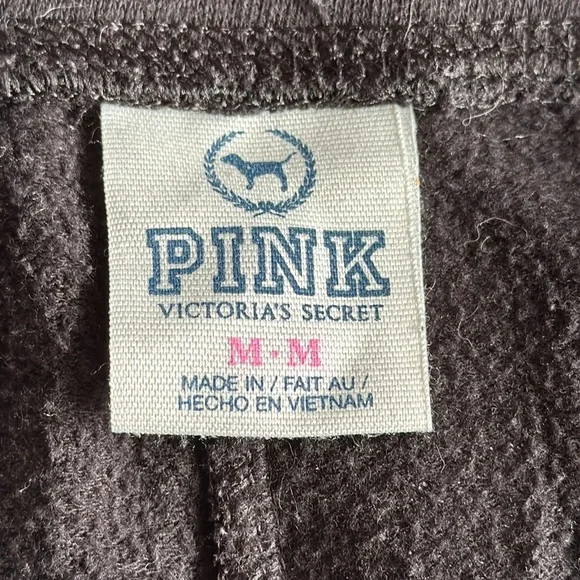 PINK
VICTORIA'S SECRET
M·M
MADE IN / FAIT AU /
HECHO EN VIETNAM